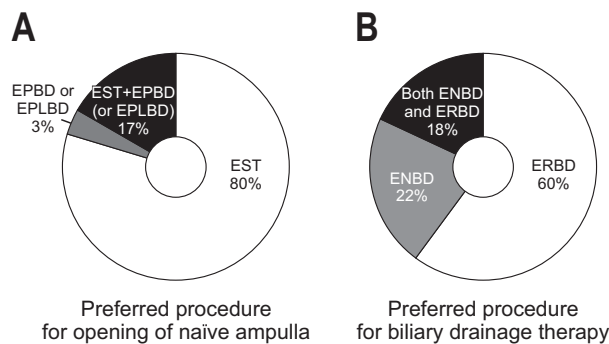 A
EPBD or
EPLBD
3%
EST+EPBD
(or EPLBD)
17%
EST
80%
Preferred procedure
for opening of naïve ampulla
B
Both ENBD
and ERBD
18%
ENBD
22%
ERBD
60%
Preferred procedure
for biliary drainage therapy